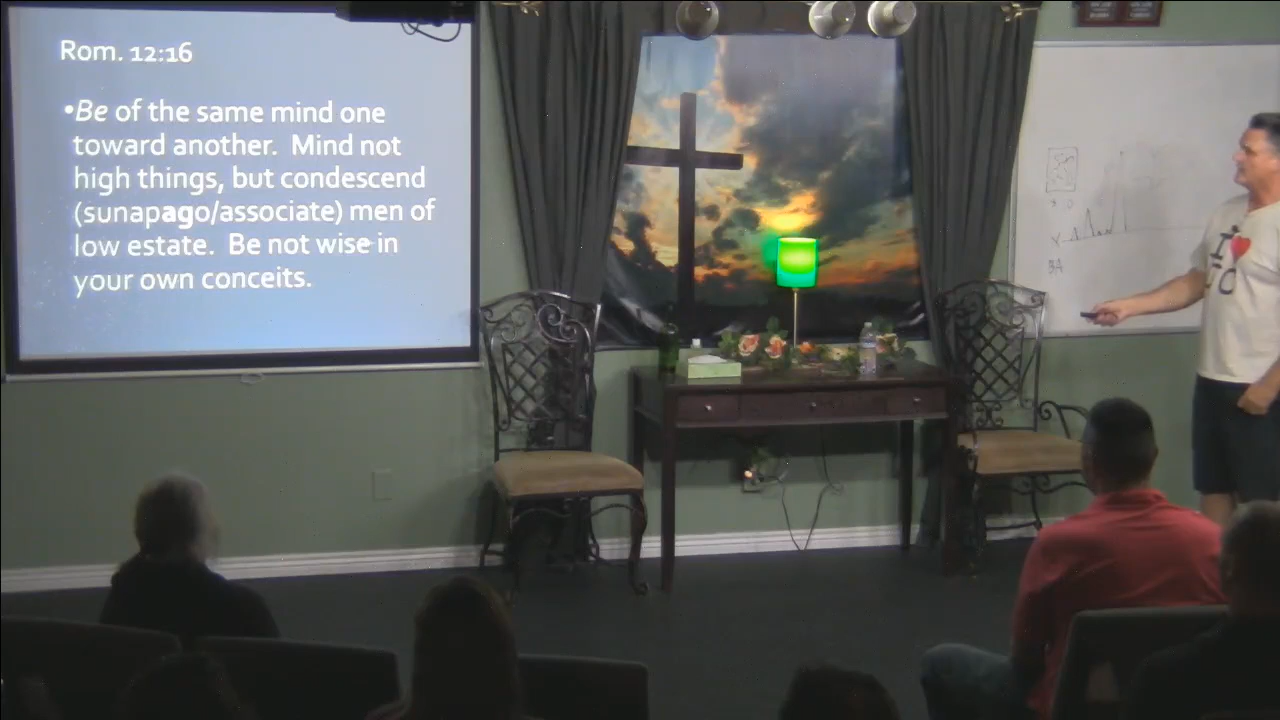 Rom. 12:16
•Be of the same mind one
toward another. Mind not
high things, but condescend
(sunapago/associate) men of
low estate. Be not wise in
your own conceits.
I